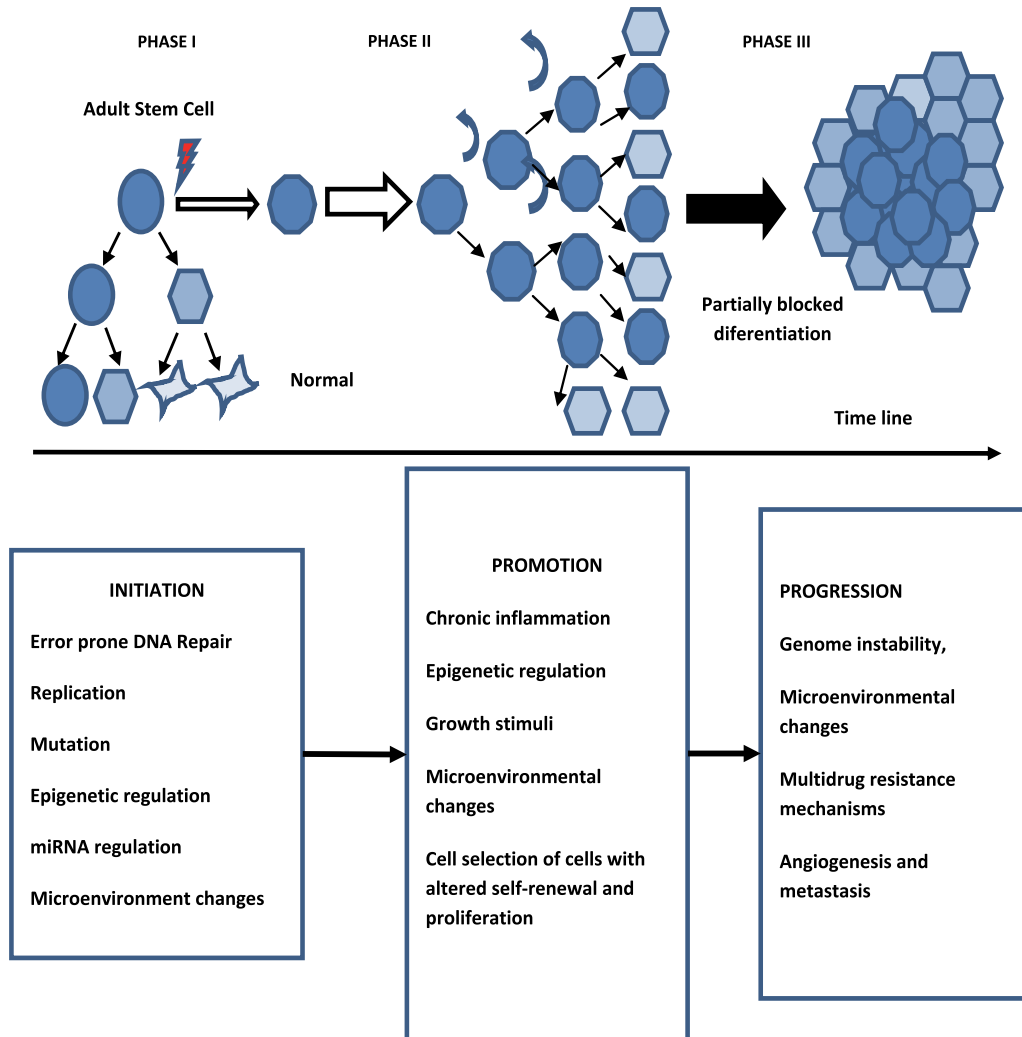 PHASE I
PHASE II
PHASE III
Adult Stem Cell
Partially blocked
diferentiation
Normal
Time line
INITIATION
Error prone DNA Repair
Replication
Mutation
Epigenetic regulation
miRNA regulation
Microenvironment changes
PROMOTION
Chronic inflammation
Epigenetic regulation
Growth stimuli
Microenvironmental
changes
Cell selection of cells with
altered self-renewal and
proliferation
PROGRESSION
Genome instability,
Microenvironmental
changes
Multidrug resistance
mechanisms
Angiogenesis and
metastasis